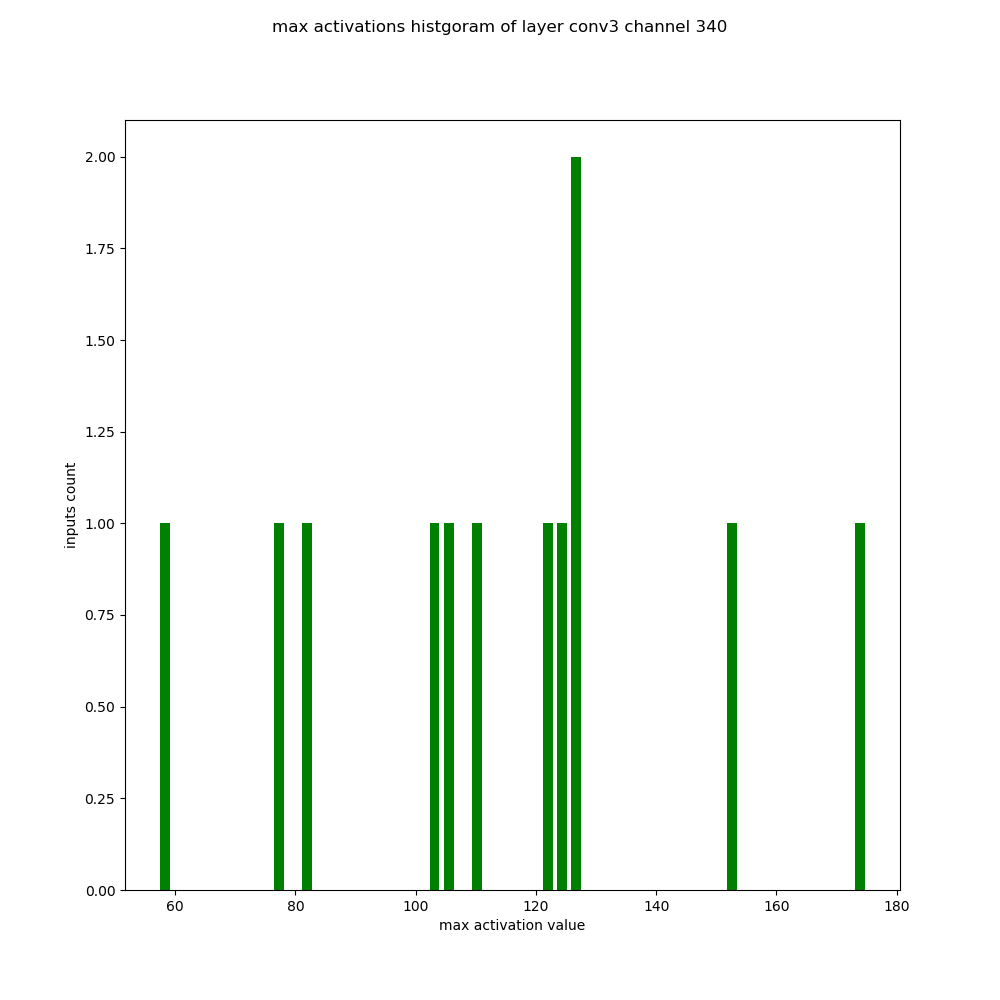 max activations histgoram of layer conv3 channel 340
2.00
1.75
1.50
1.25
1.00
0.75
0.50
0.25
0.00
inputs count
60 80 100 120 140 160 180
max activation value